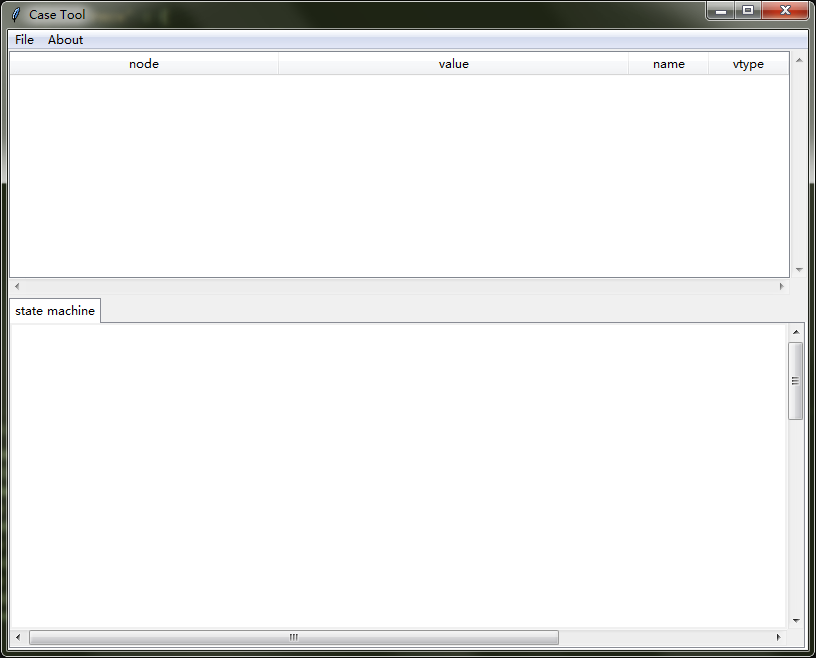 Case Tool
File About
node value name vtype
state machine